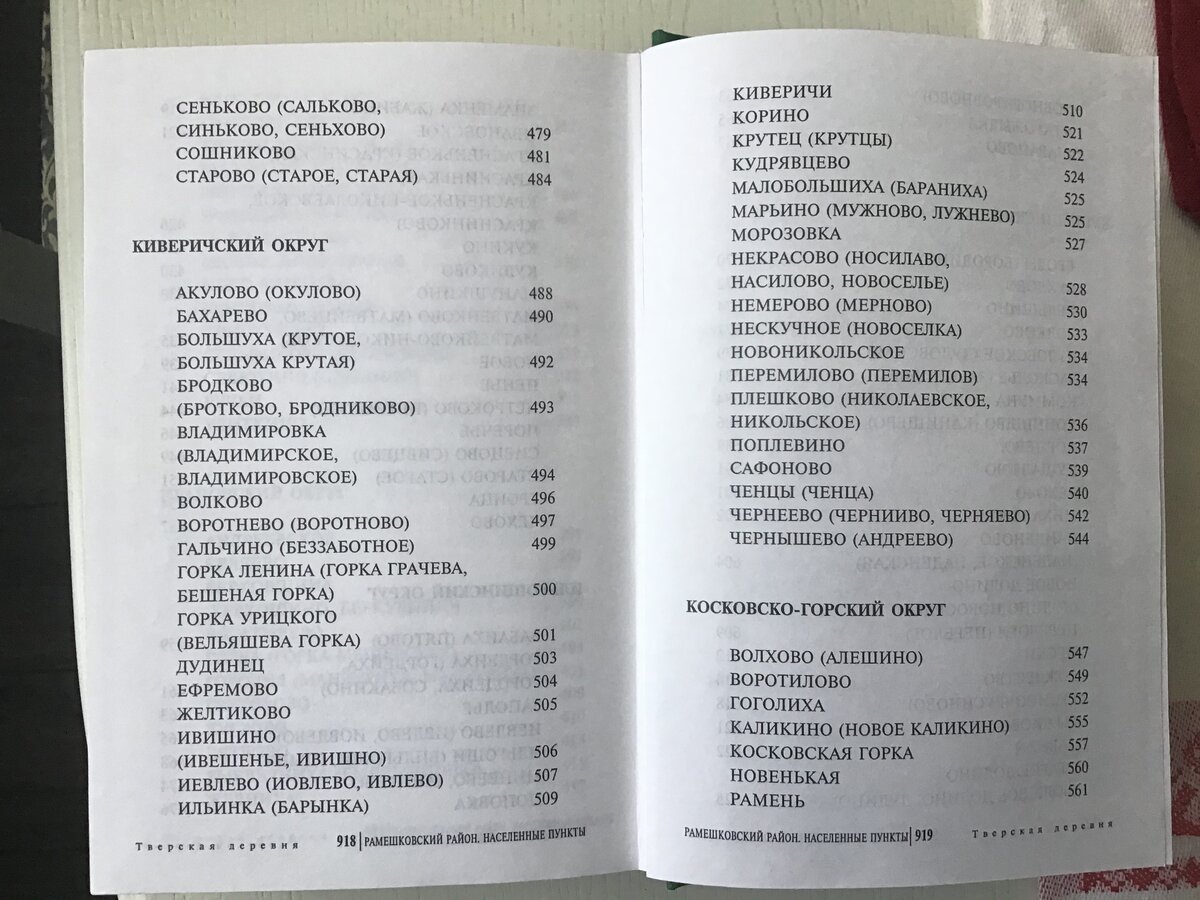 СЕНЬКОВО (САЛЬКОВО,
СИНЬКОВО, СЕНЬХОВО) 479
СОШНИКОВО 481
СТАРОВО (СТАРОЕ, СТАРАЯ) 484
КИВЕРИЧСКИЙ ОКРУГ
АКУЛОВО (ОКУЛОВО) 488
БАХАРЕВО 490
БОЛЬШУХА (КРУТОЕ,
БОЛЬШУХА КРУТАЯ) 492
БРОДКОВО
(БРОТКОВО, БРОДНИКОВО) 493
ВЛАДИМИРОВКА
(ВЛАДИМИРСКОЕ,
ВЛАДИМИРОВСКОЕ) 494
ВОЛКОВО 496
ВОРОТНЕВО (ВОРОТНОВО) 497
ГАЛЬЧИНО (БЕЗЗАБОТНОЕ) 499
ГОРКА ЛЕНИНА (ГОРКА ГРАЧЕВА,
БЕШЕНАЯ ГОРКА) 500
ГОРКА УРИЦКОГО
(ВЕЛЬЯШЕВА ГОРКА) 501
ДУДИНЕЦ 503
ЕФРЕМОВО 504
ЖЕЛТИКОВО 505
ИВИШИНО
(ИВЕШЕНЬЕ, ИВИШНО) 506
ИЕВЛЕВО (ИОВЛЕВО, ИВЛЕВО) 507
ИЛЬИНКА (БАРЫНКА) 509
Тверская деревня 918 | РАМЕШКОВСКИЙ РАЙОН. НАСЕЛЕННЫЕ ПУНКТЫ
КИВЕРИЧИ 510
КОРИНО 521
КРУТЕЦ (КРУТЦЫ) 522
КУДРЯВЦЕВО 524
МАЛОБОЛЬШИХА (БАРАНИХА) 525
МАРЬИНО (МУЖНОВО, ЛУЖНЕВО) 525
МОРОЗОВКА 527
НЕКРАСОВО (НОСИЛАВО,
НАСИЛОВО, НОВОСЕЛЬЕ) 528
НЕМЕРОВО (МЕРНОВО) 530
НЕСКУЧНОЕ (НОВОСЕЛКА) 533
НОВОНИКОЛЬСКОЕ 534
ПЕРЕМИЛОВО (ПЕРЕМИЛОВ) 534
ПЛЕШКОВО (НИКОЛАЕВСКОЕ,
НИКОЛЬСКОЕ) 536
ПОПЛЕВИНО 537
САФОНОВО 539
ЧЕНЦЫ (ЧЕНЦА) 540
ЧЕРНЕЕВО (ЧЕРНИИВО, ЧЕРНЯЕВО) 542
ЧЕРНЫШЕВО (АНДРЕЕВО) 544
КОСКОВСКО-ГОРСКИЙ ОКРУГ
ВОЛХОВО (АЛЕШИНО) 547
ВОРОТИЛОВО 549
ГОГОЛИХА 552
КАЛИКИНО (НОВОЕ КАЛИКИНО) 555
КОСКОВСКАЯ ГОРКА 557
НОВЕНЬКАЯ 560
РАМЕНЬ 561
РАМЕШКОВСКИЙ РАЙОН. НАСЕЛЕННЫЕ ПУНКТЫ | 919 Тверская деревня